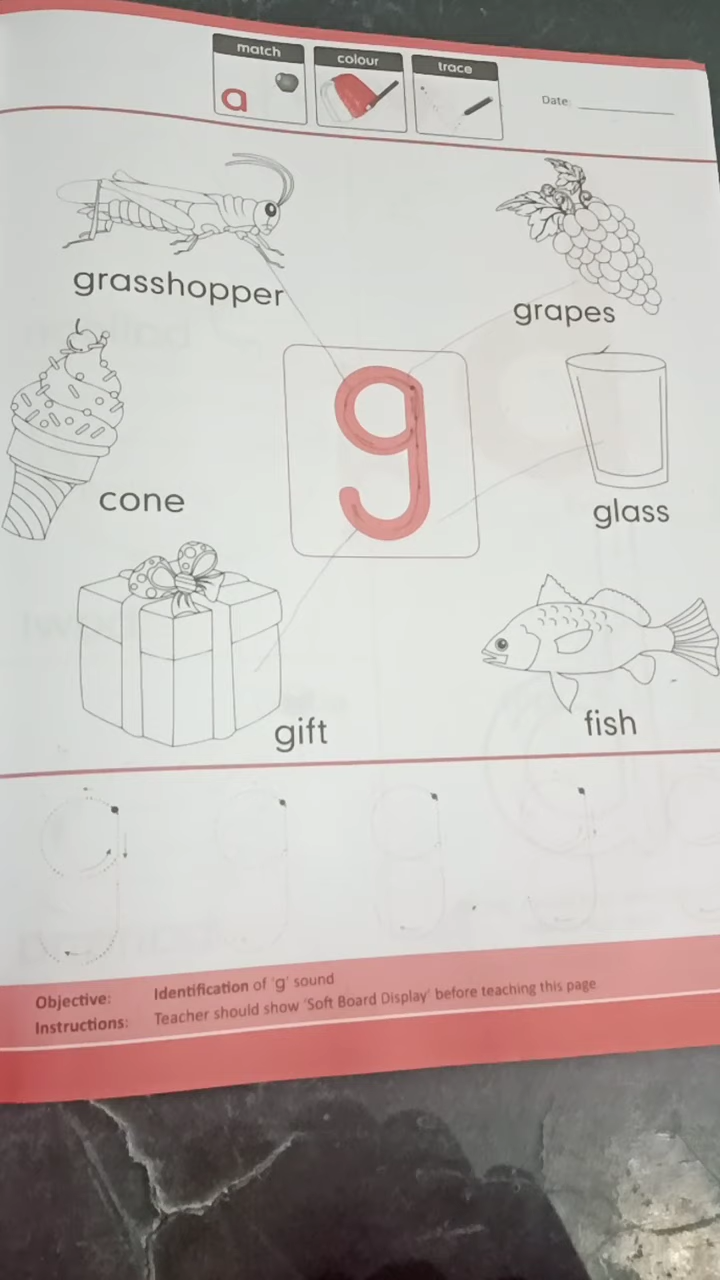 match colour trace
a
Date:
grasshopper
grapes
g
cone
glass
gift
fish
g g g g
Objective: Identification of 'g' sound
Instructions: Teacher should show 'Soft Board Display' before teaching this page